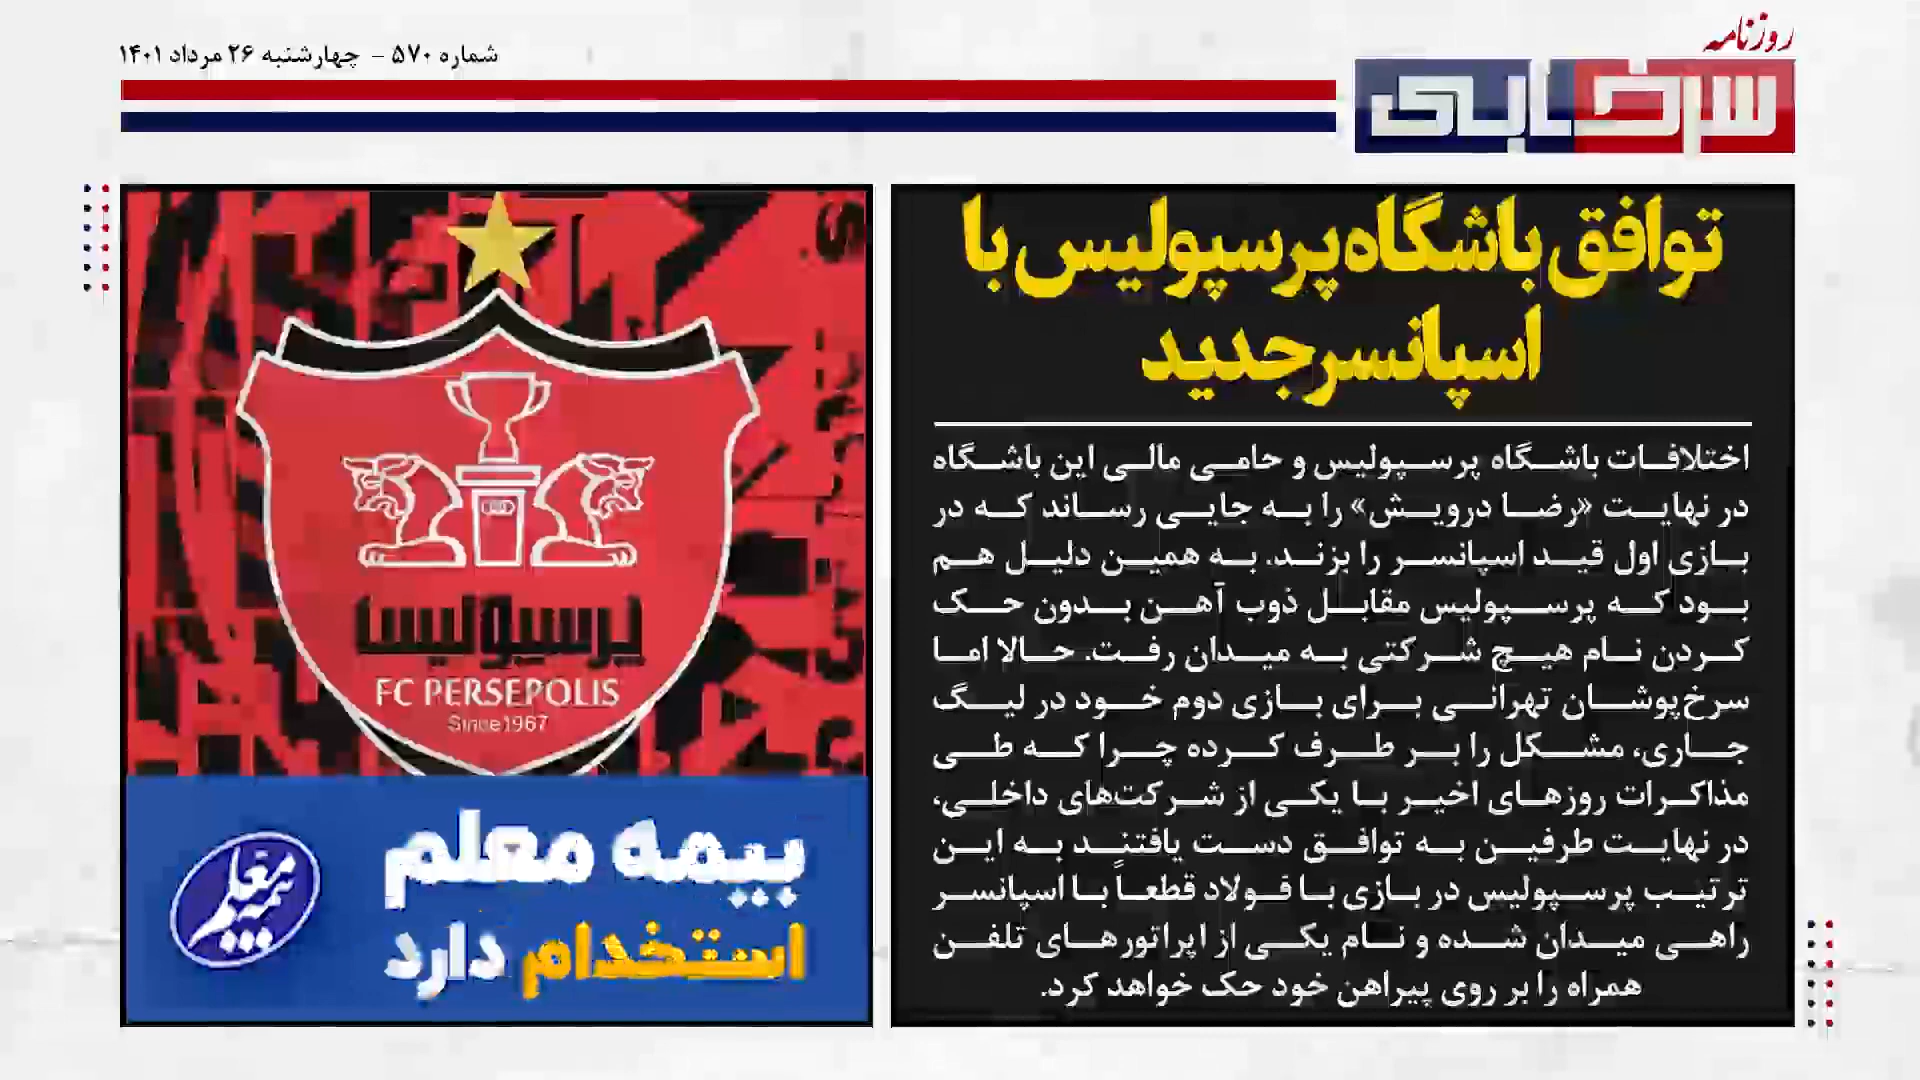 روزنامه
سرخابی
شماره ۵۷۰ - چهارشنبه ۲۶ مرداد ۱۴۰۱
توافق باشگاه پرسپولیس با
اسپانسر جدید
اختلافات باشگاه پرسپولیس و حامی مالی این باشگاه
در نهایت «رضا درویش» را به جایی رساند که در
بازی اول قید اسپانسر را بزند. به همین دلیل هم
بود که پرسپولیس مقابل ذوب آهن بدون حک
کردن نام هیچ شرکتی به میدان رفت. حالا اما
سرخ‌پوشان تهرانی برای بازی دوم خود در لیگ
جاری، مشکل را بر طرف کرده چرا که طی
مذاکرات روزهای اخیر با یکی از شرکت‌های داخلی،
در نهایت طرفین به توافق دست یافتند به این
ترتیب پرسپولیس در بازی با فولاد قطعاً با اسپانسر
راهی میدان شده و نام یکی از اپراتورهای تلفن
همراه را بر روی پیراهن خود حک خواهد کرد.
پرسپولیس
FC PERSEPOLIS
Since1967
بیمه معلم
استخدام دارد
بیمه معلم